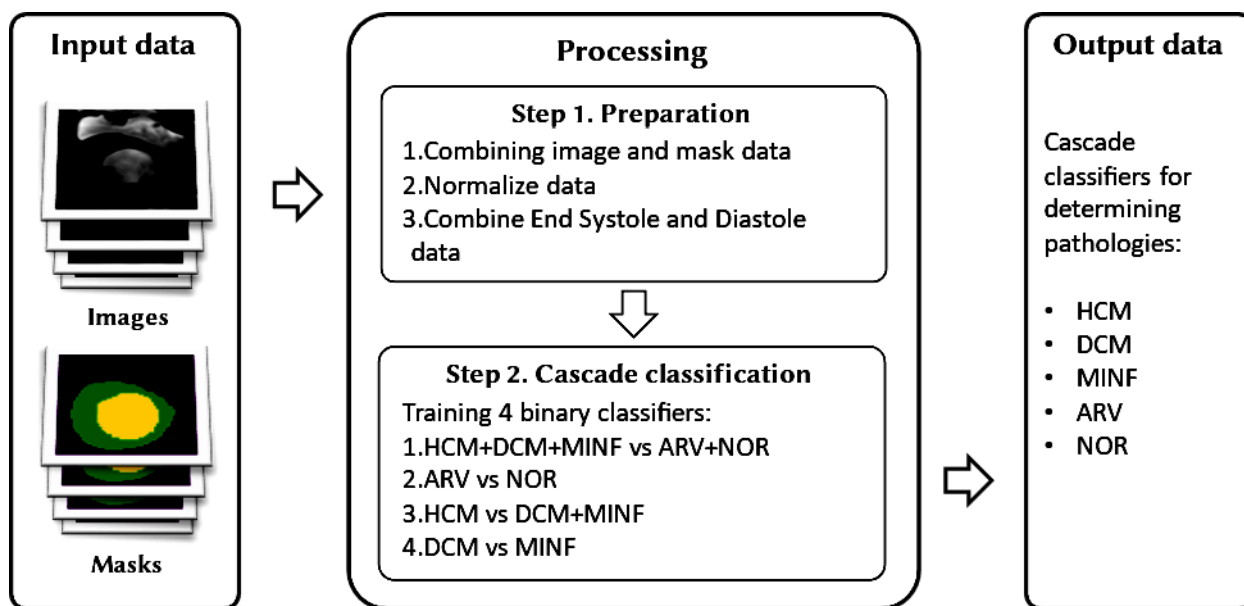 Input data
Images
Masks
Processing
Step 1. Preparation
1.Combining image and mask data
2.Normalize data
3.Combine End Systole and Diastole
data
Step 2. Cascade classification
Training 4 binary classifiers:
1.HCM+DCM+MINF vs ARV+NOR
2.ARV vs NOR
3.HCM vs DCM+MINF
4.DCM vs MINF
Output data
Cascade
classifiers for
determining
pathologies:
• HCM
• DCM
• MINF
• ARV
• NOR